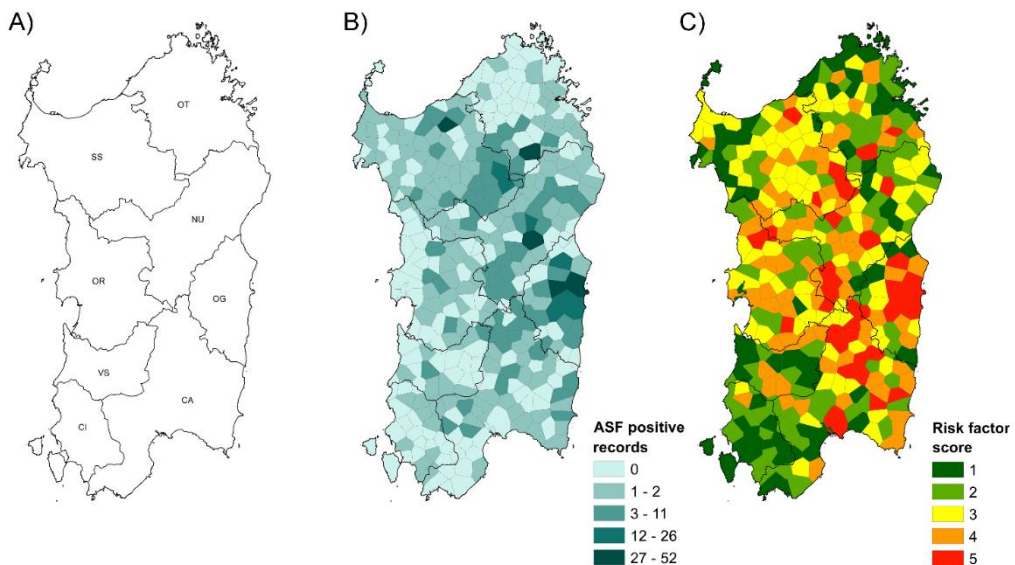 A)
OT
SS
NU
OR
OG
VS
CA
CI
B)
ASF positive
records
0
1 - 2
3 - 11
12 - 26
27 - 52
C)
Risk factor
score
1
2
3
4
5